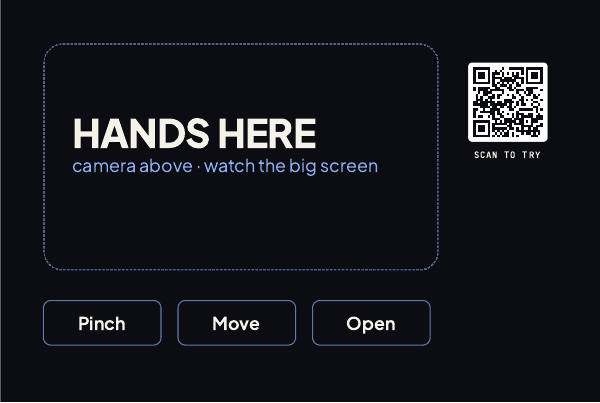 HANDS HERE
camera above · watch the big screen
SCAN TO TRY
Pinch
Move
Open